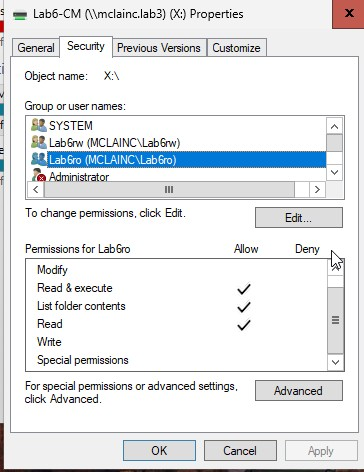 Lab6-CM (\\mclainc.lab3) (X:) Properties
General Security Previous Versions Customize
Object name: X:\
Group or user names:
SYSTEM
Lab6rw (MCLAINC\Lab6rw)
Lab6ro (MCLAINC\Lab6ro)
Administrator
To change permissions, click Edit.
Edit...
Permissions for Lab6ro Allow Deny
Modify
Read & execute
List folder contents
Read
Write
Special permissions
For special permissions or advanced settings,
click Advanced.
Advanced
OK Cancel Apply